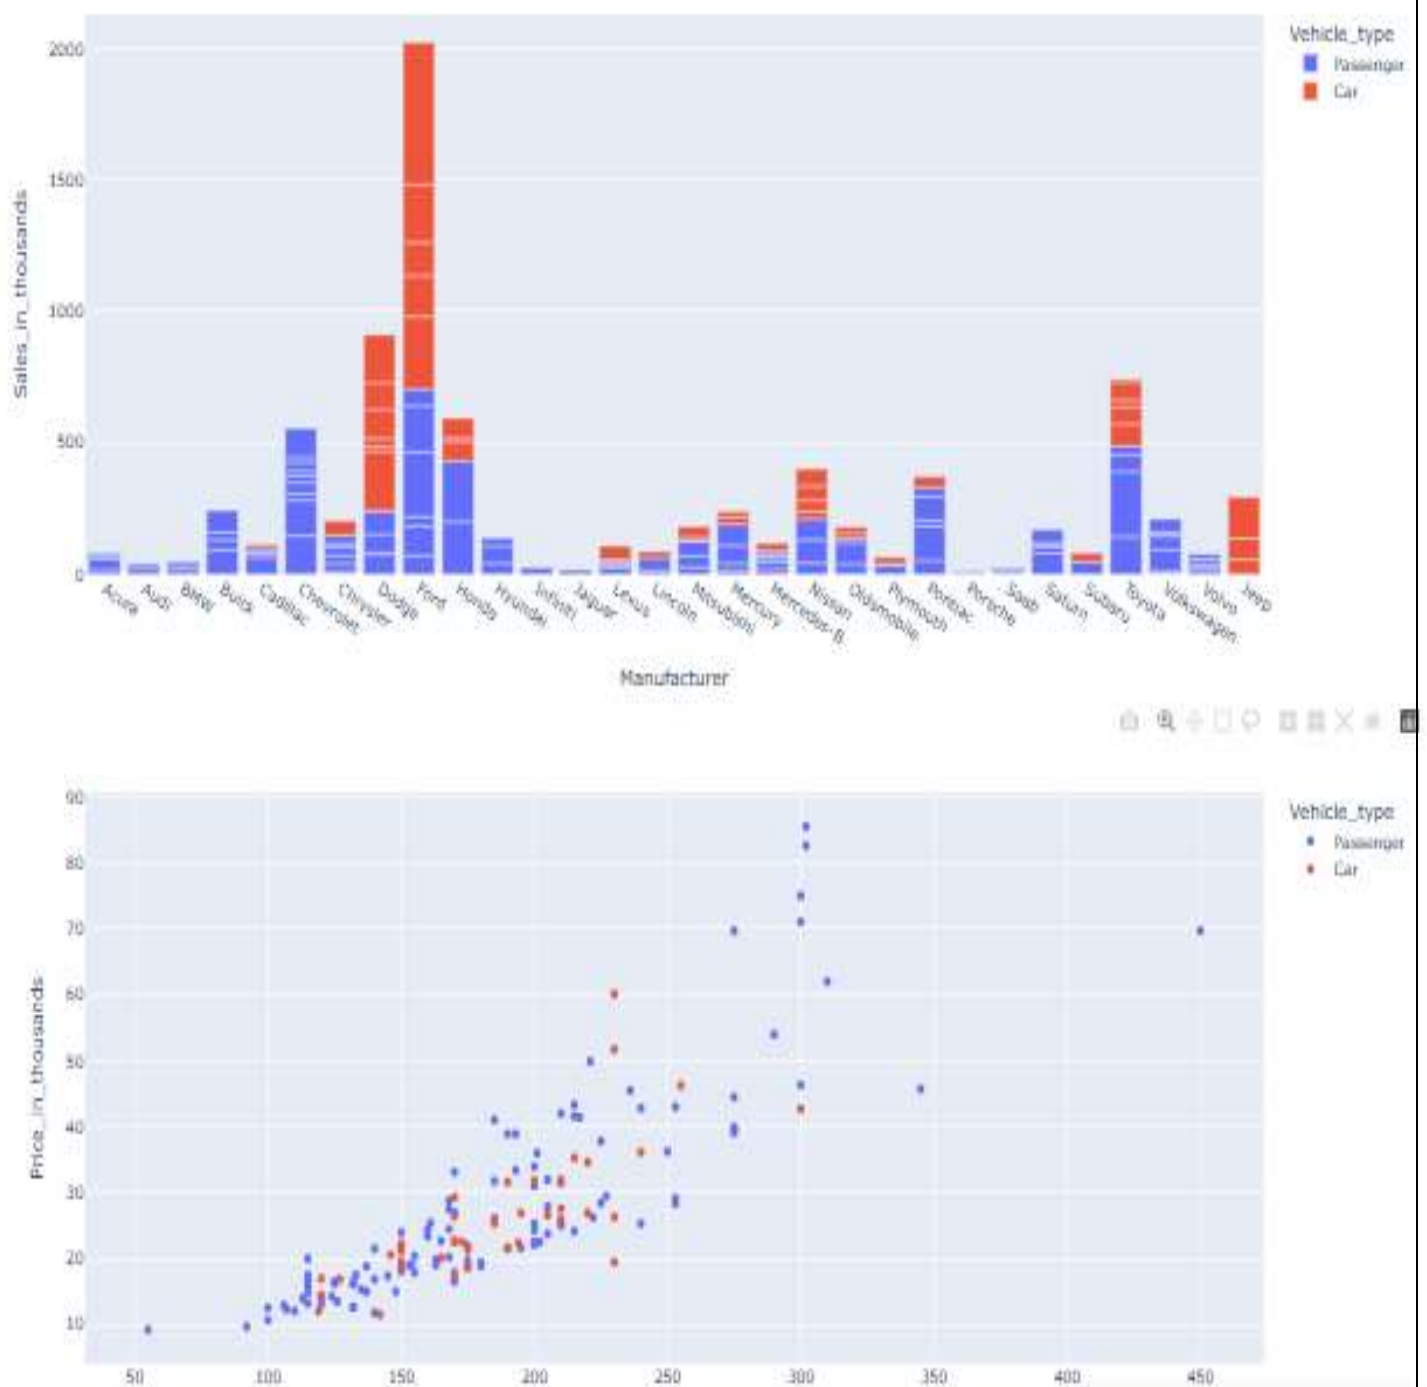 Vehicle_type
Passenger
Car
2000
1500
1000
500
0
Sales_in_thousands
Acura
Audi
BMW
Buick
Cadillac
Chevrolet
Chrysler
Dodge
Ford
Honda
Hyundai
Infiniti
Jaguar
Lexus
Lincoln
Mitsubishi
Mercury
Mercedes-B
Nissan
Oldsmobile
Plymouth
Pontiac
Porsche
Saab
Saturn
Subaru
Toyota
Volkswagen
Volvo
Jeep
Manufacturer
Vehicle_type
Passenger
Car
90
80
70
60
50
40
30
20
10
Price_in_thousands
50
100
150
200
250
300
350
400
450